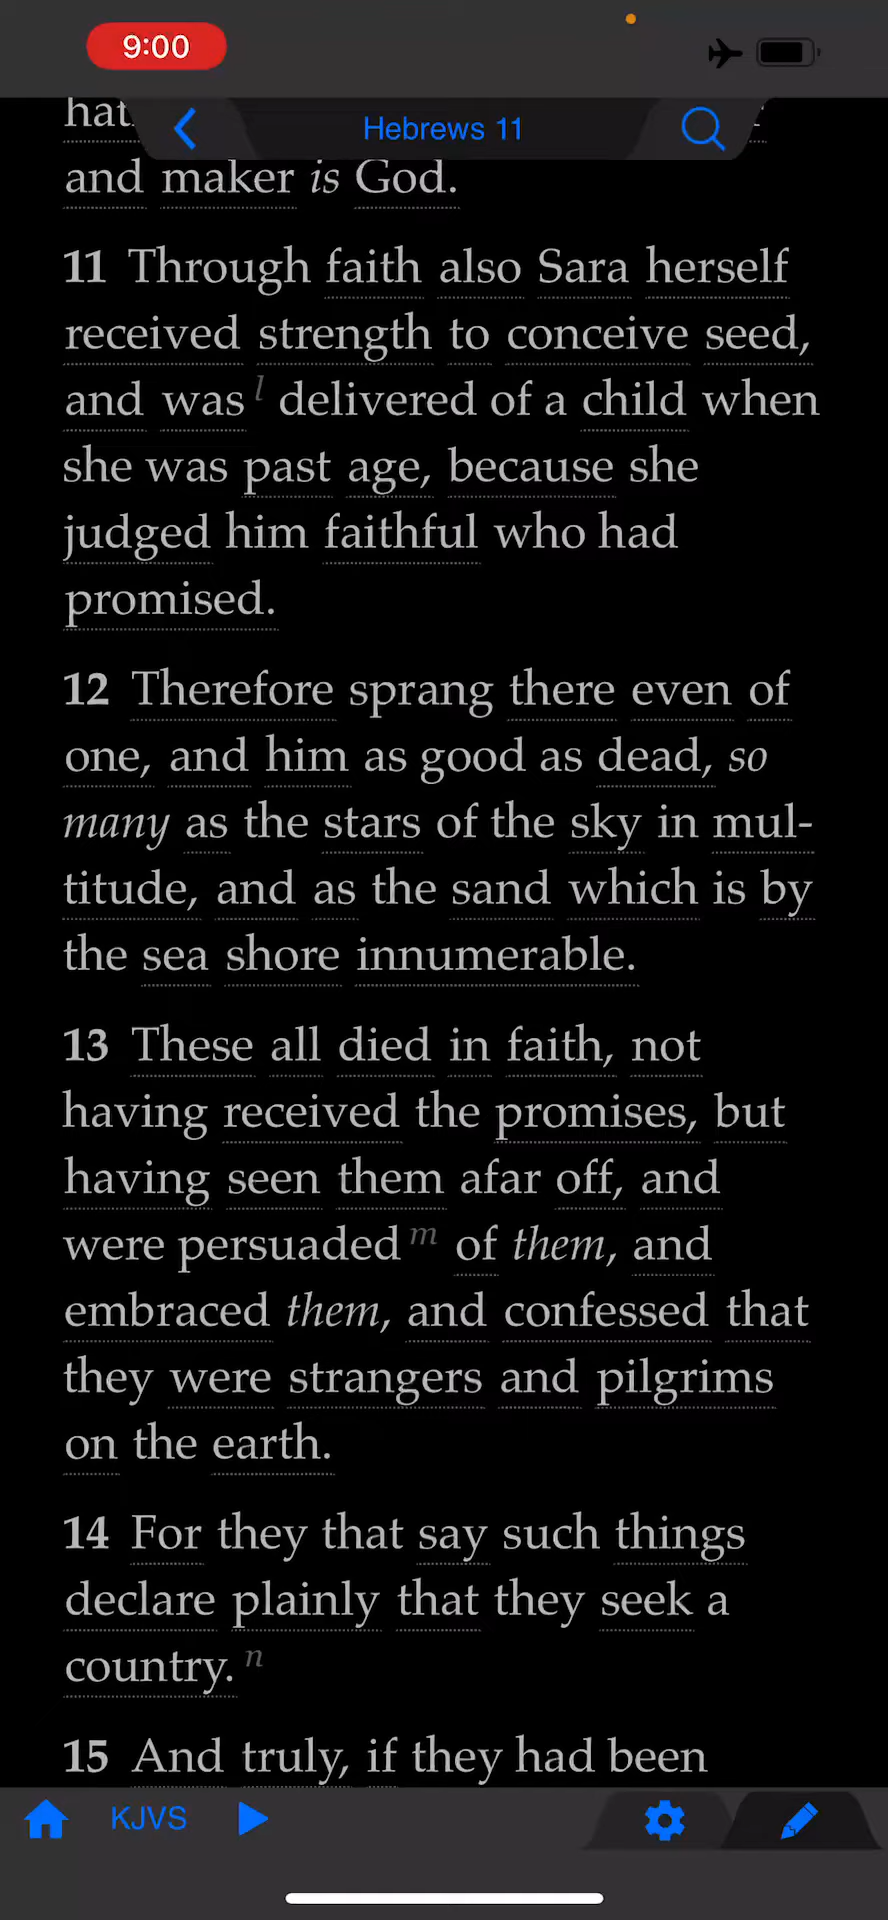 9:00
Hebrews 11
and maker is God.
11 Through faith also Sara herself
received strength to conceive seed,
and was l delivered of a child when
she was past age, because she
judged him faithful who had
promised.
12 Therefore sprang there even of
one, and him as good as dead, so
many as the stars of the sky in mul-
titude, and as the sand which is by
the sea shore innumerable.
13 These all died in faith, not
having received the promises, but
having seen them afar off, and
were persuaded m of them, and
embraced them, and confessed that
they were strangers and pilgrims
on the earth.
14 For they that say such things
declare plainly that they seek a
country. n
15 And truly, if they had been
KJVS